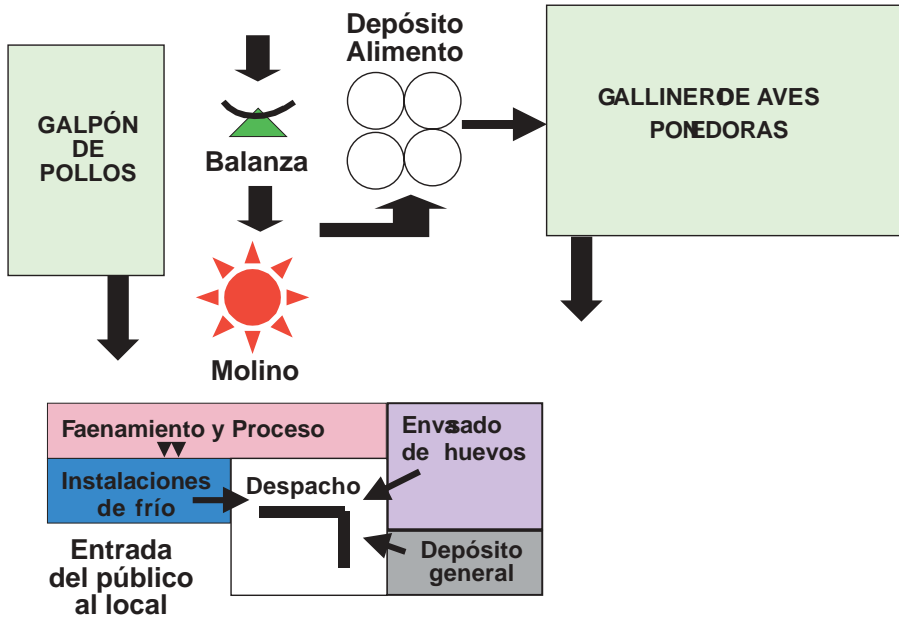 Depósito
Alimento
GALPÓN
DE
POLLOS
Balanza
GALLINERO DE AVES
PONEDORAS
Molino
Faenamiento y Proceso
Envasado
de huevos
Instalaciones
de frío
Despacho
Depósito
general
Entrada
del público
al local